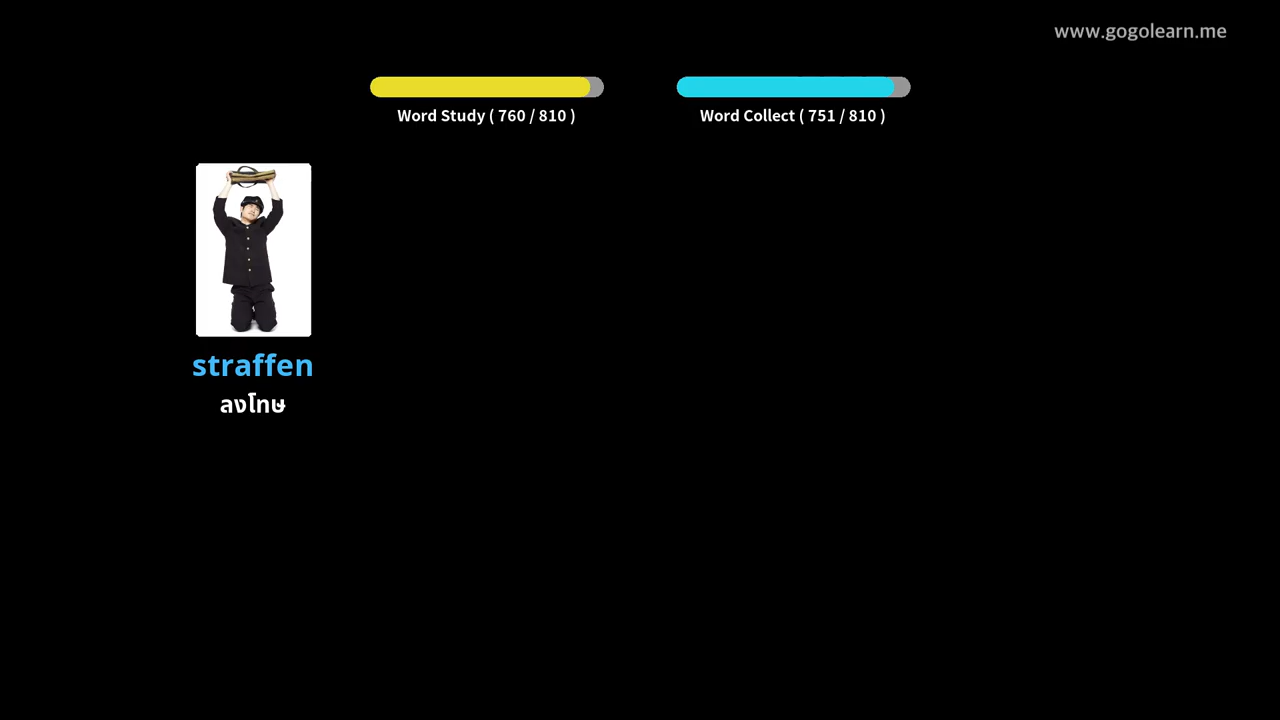 www.gogolearn.me
Word Study ( 760 / 810 )
Word Collect ( 751 / 810 )
straffen
ลงโทษ